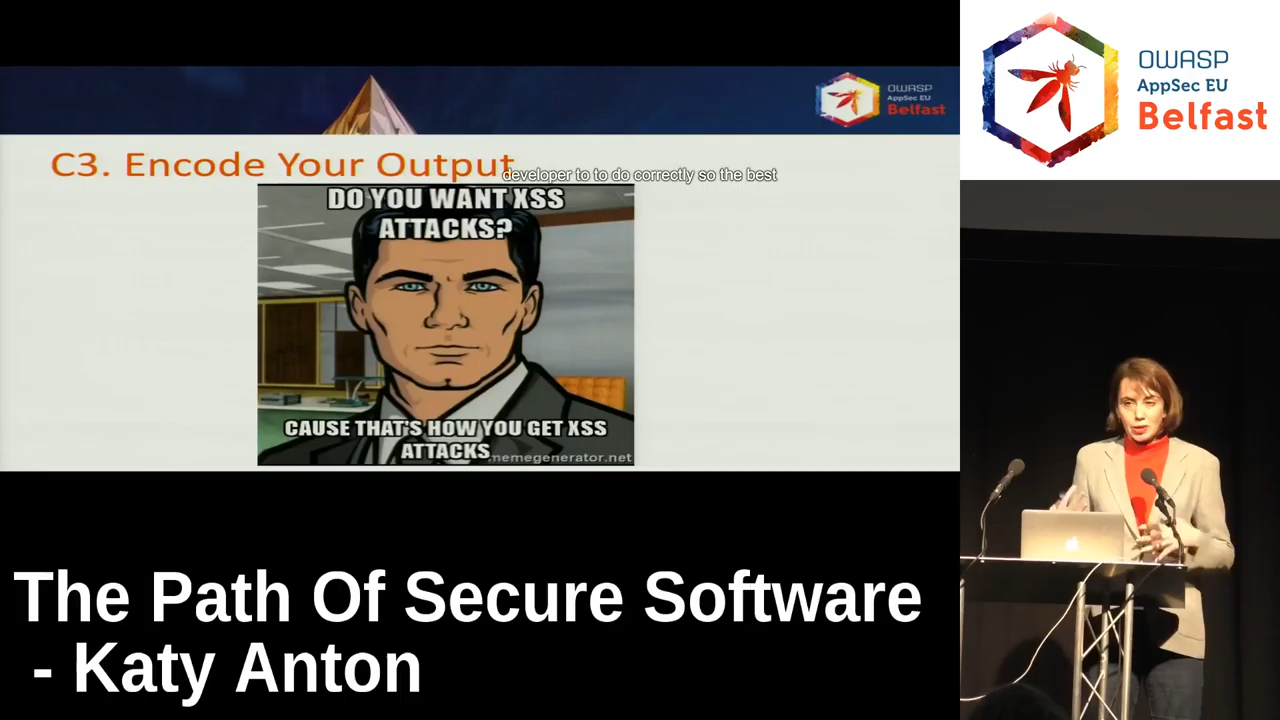 OWASP
AppSec EU
Belfast
C3. Encode Your Output
developer to to do correctly so the best
DO YOU WANT XSS
ATTACKS?
CAUSE THAT'S HOW YOU GET XSS
ATTACKS
memegenerator.net
The Path Of Secure Software
- Katy Anton
OWASP
AppSec EU
Belfast